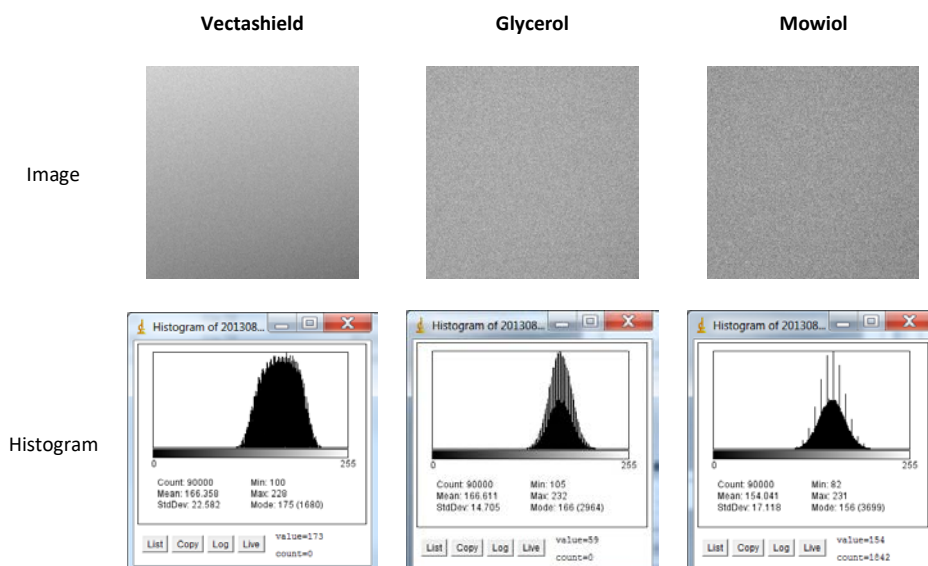 Vectashield Glycerol Mowiol
Image
Histogram of 201308... Histogram of 201308... Histogram of 201308...
Histogram
0 255 0 255 0 255
Count: 90000 Min: 100 Count: 90000 Min: 105 Count: 90000 Min: 82
Mean: 166.358 Max: 228 Mean: 166.611 Max: 232 Mean: 154.041 Max: 231
StdDev: 22.582 Mode: 175 (1680) StdDev: 14.705 Mode: 166 (2964) StdDev: 17.118 Mode: 156 (3699)
List Copy Log Live value=173 List Copy Log Live value=59 List Copy Log Live value=154
count=0 count=0 count=1842